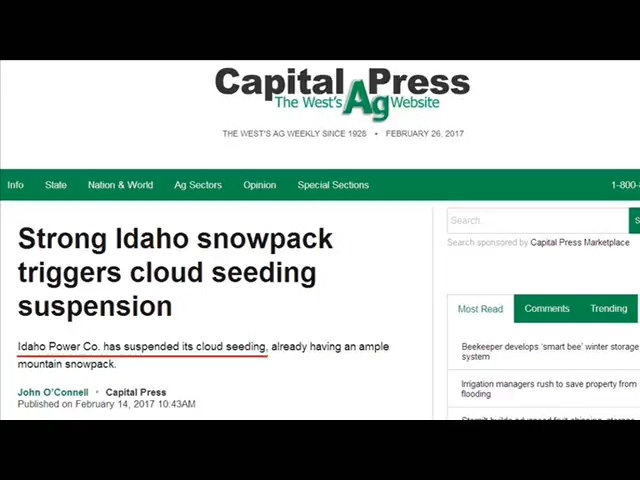 Capital Ag Press
The West's Website
THE WEST'S AG WEEKLY SINCE 1928 • FEBRUARY 26, 2017
Info State Nation & World Ag Sectors Opinion Special Sections 1-800-
Strong Idaho snowpack
triggers cloud seeding
suspension
Idaho Power Co. has suspended its cloud seeding, already having an ample
mountain snowpack.
John O'Connell • Capital Press
Published on February 14, 2017 10:43AM
Search...
S
Search sponsored by Capital Press Marketplace
Most Read Comments Trending
Beekeeper develops 'smart bee' winter storage
system
Irrigation managers rush to save property from
flooding